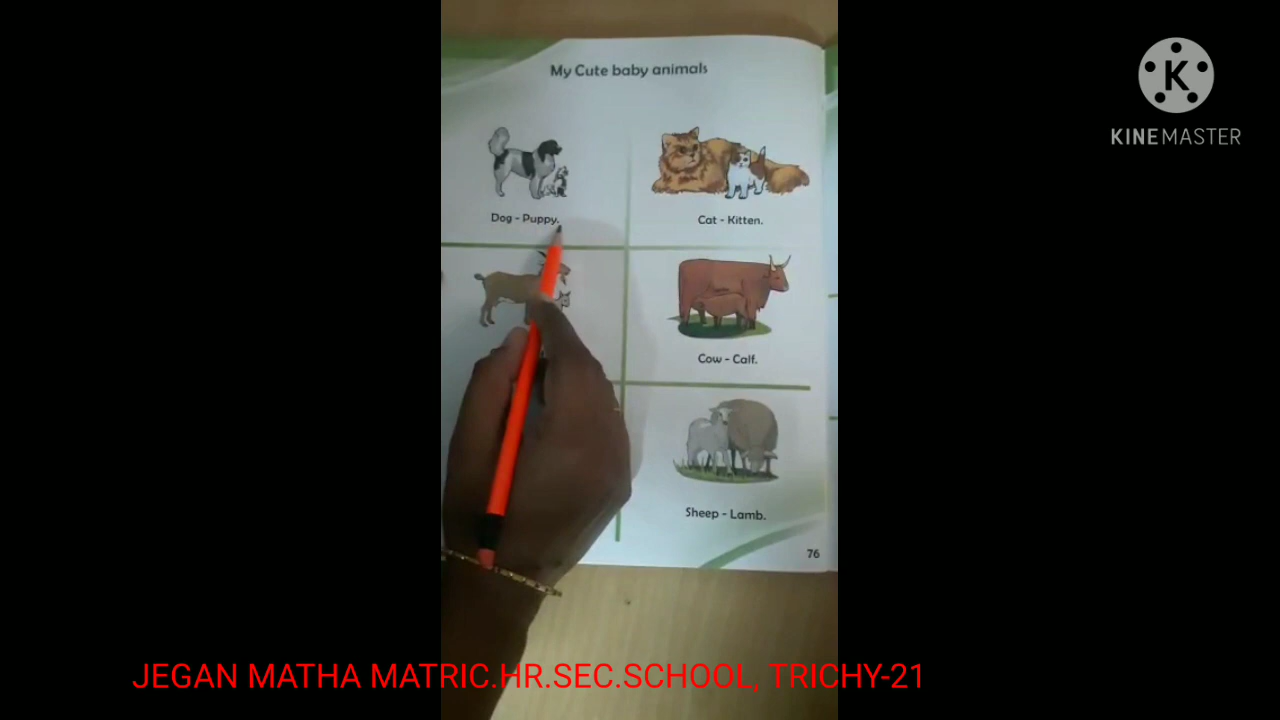 My Cute baby animals
Dog - Puppy.
Cat - Kitten.
Cow - Calf.
Sheep - Lamb.
76
KINEMASTER
JEGAN MATHA MATRIC.HR.SEC.SCHOOL, TRICHY-21